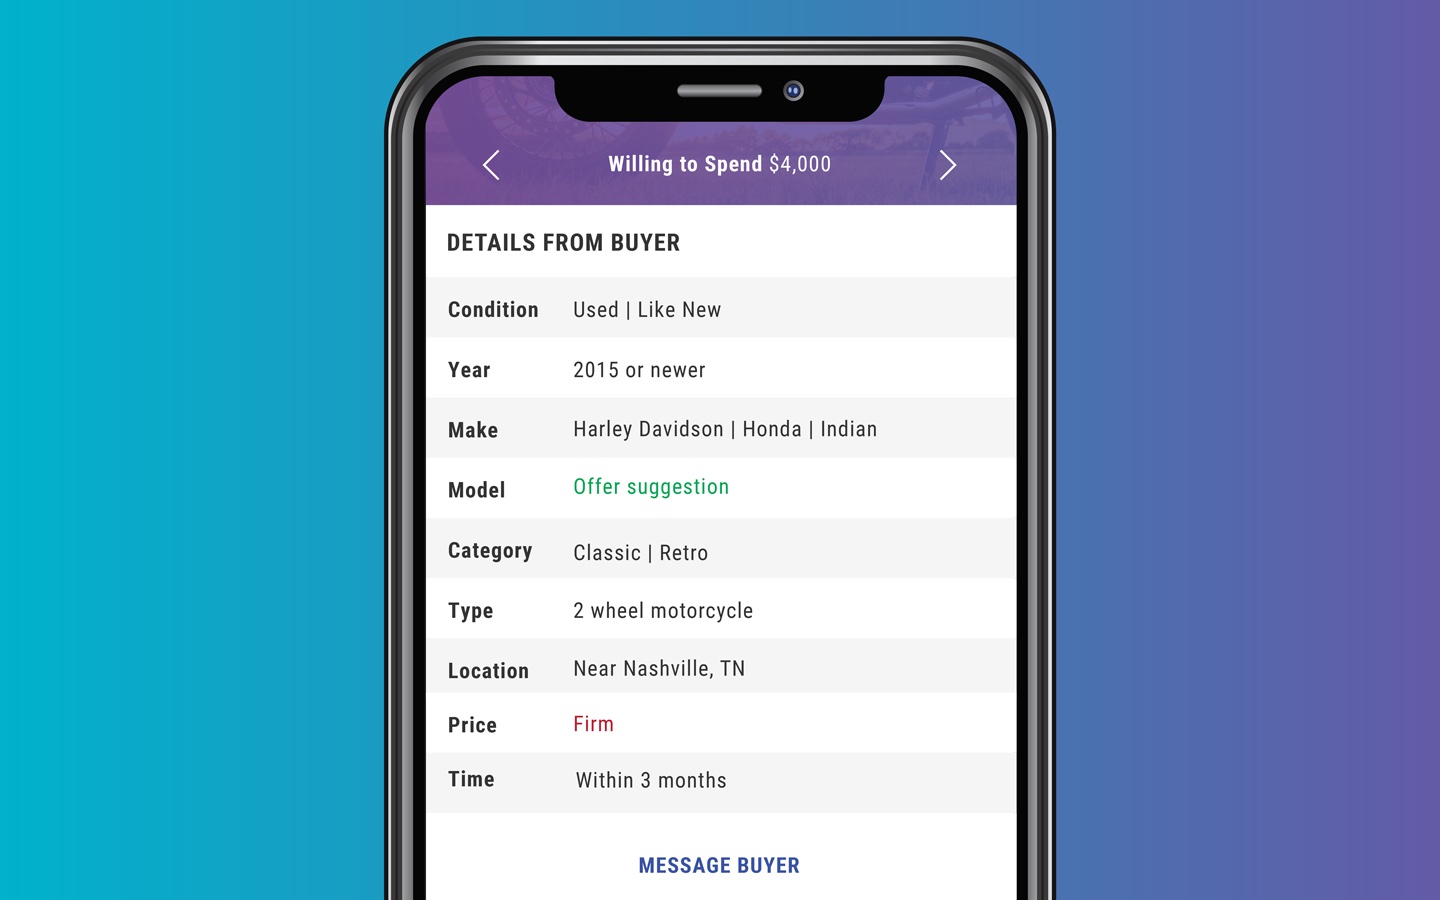 Willing to Spend $4,000
DETAILS FROM BUYER
Condition Used | Like New
Year 2015 or newer
Make Harley Davidson | Honda | Indian
Model Offer suggestion
Category Classic | Retro
Type 2 wheel motorcycle
Location Near Nashville, TN
Price Firm
Time Within 3 months
MESSAGE BUYER